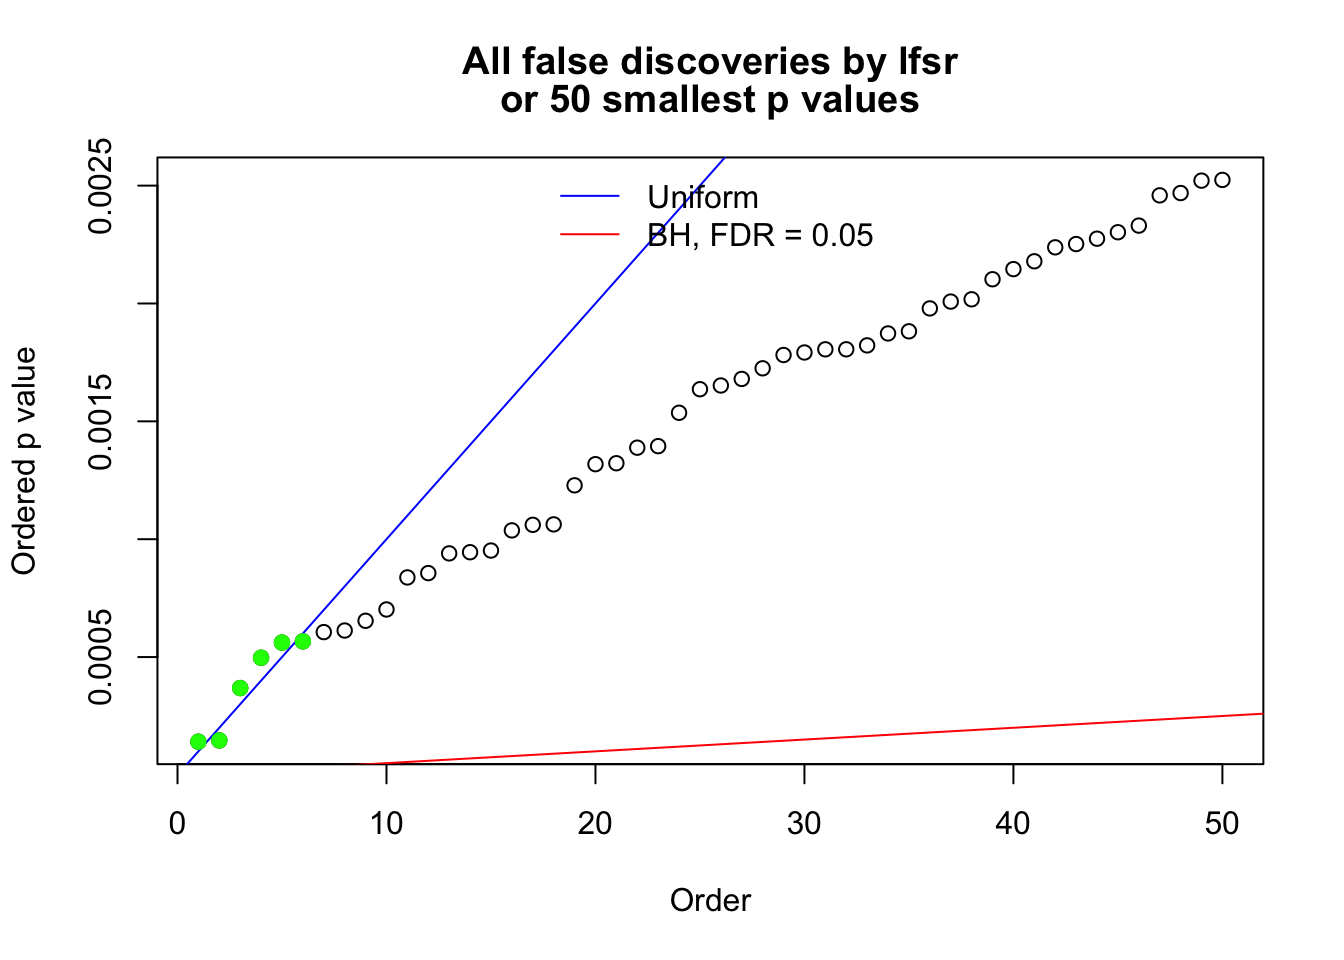 All false discoveries by lfsr
or 50 smallest p values
Uniform
BH, FDR = 0.05
Ordered p value
0.0025
0.0015
0.0005
0 10 20 30 40 50
Order